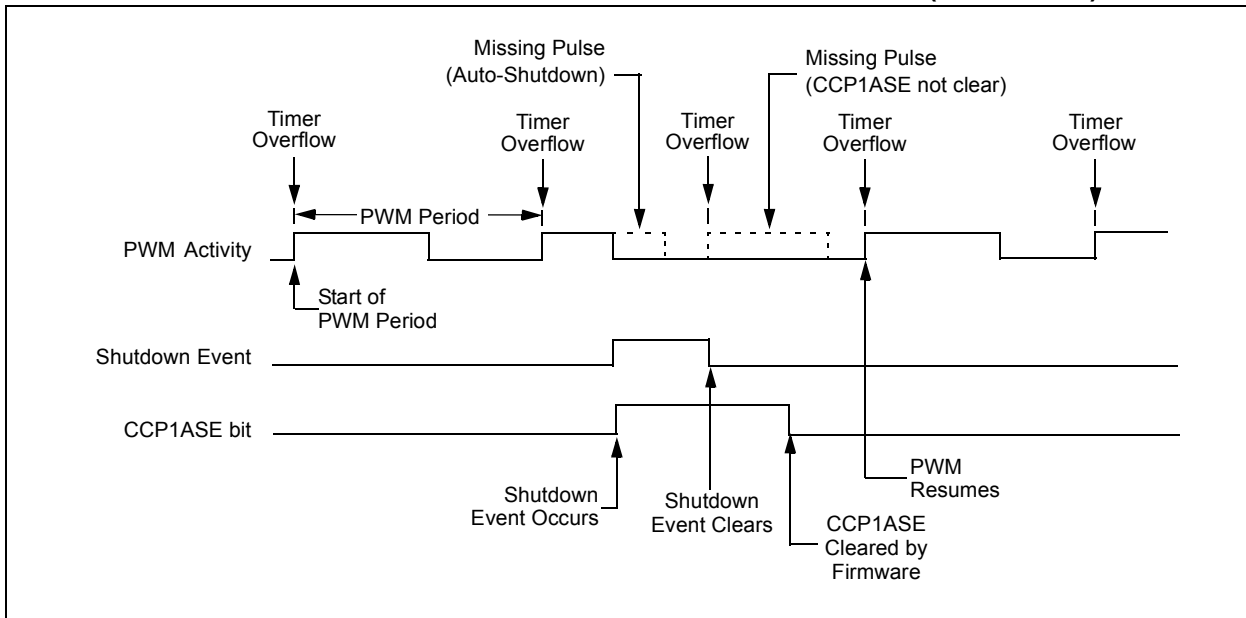 Missing Pulse
(Auto-Shutdown)
Missing Pulse
(CCP1ASE not clear)
Timer
Overflow
Timer
Overflow
Timer
Overflow
Timer
Overflow
Timer
Overflow
PWM Period
PWM Activity
Start of
PWM Period
Shutdown Event
CCP1ASE bit
Shutdown
Event Occurs
Shutdown
Event Clears
PWM
Resumes
CCP1ASE
Cleared by
Firmware